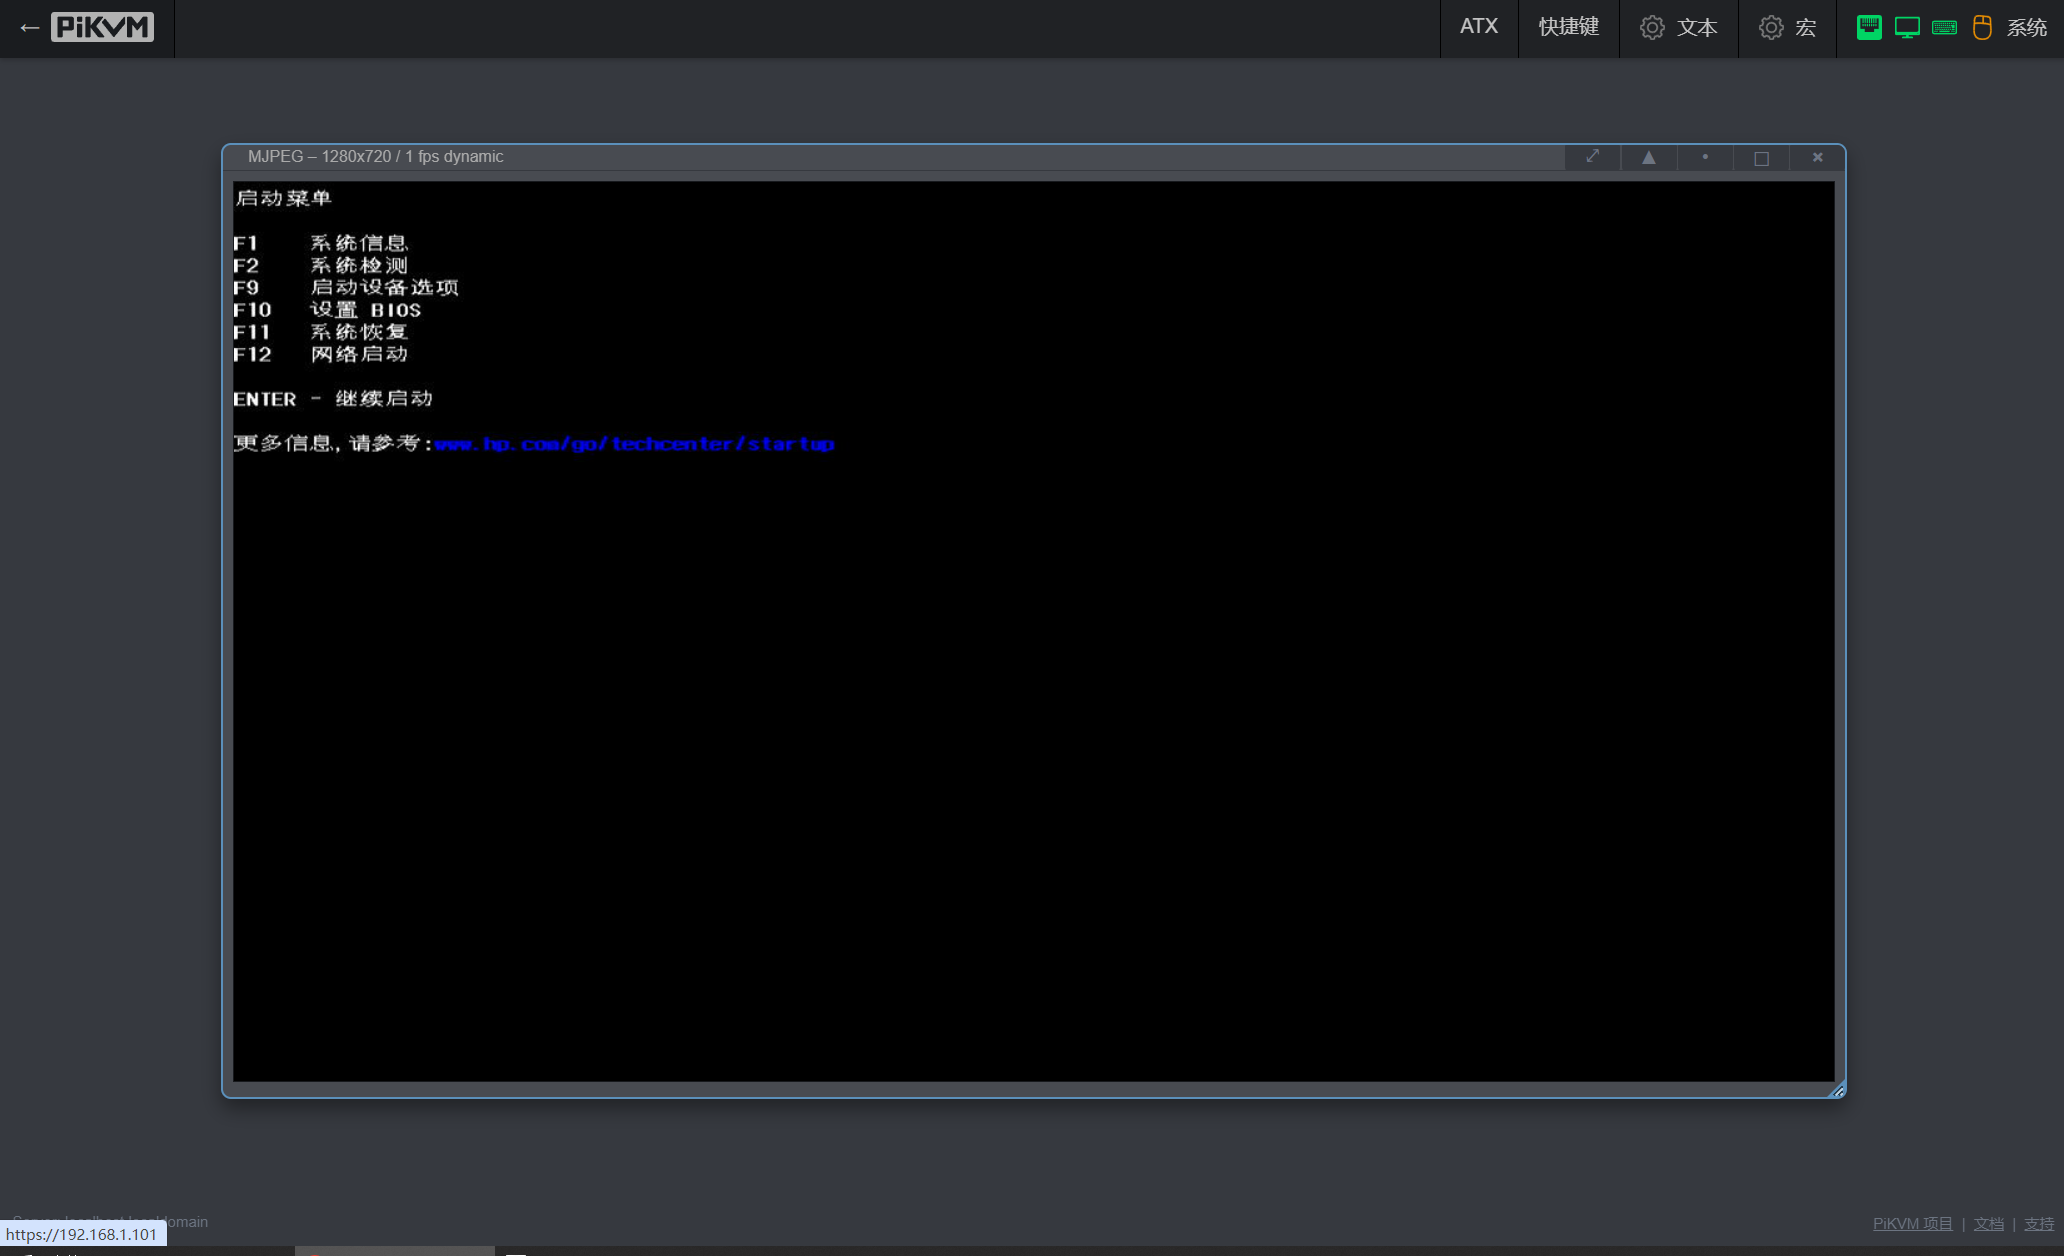 ← PiKVM
ATX
快捷键
文本
宏
系统
MJPEG – 1280x720 / 1 fps dynamic
启动菜单
F1 系统信息
F2 系统检测
F9 启动设备选项
F10 设置 BIOS
F11 系统恢复
F12 网络启动
ENTER - 继续启动
更多信息, 请参考:www.hp.com/go/techcenter/startup
https://192.168.1.101
PiKVM 项目 | 文档 | 支持